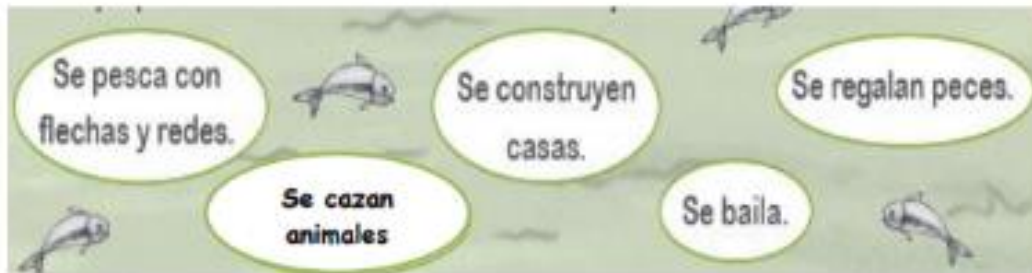 Se pesca con
flechas y redes.
Se construyen
casas.
Se regalan peces.
Se cazan
animales
Se baila.